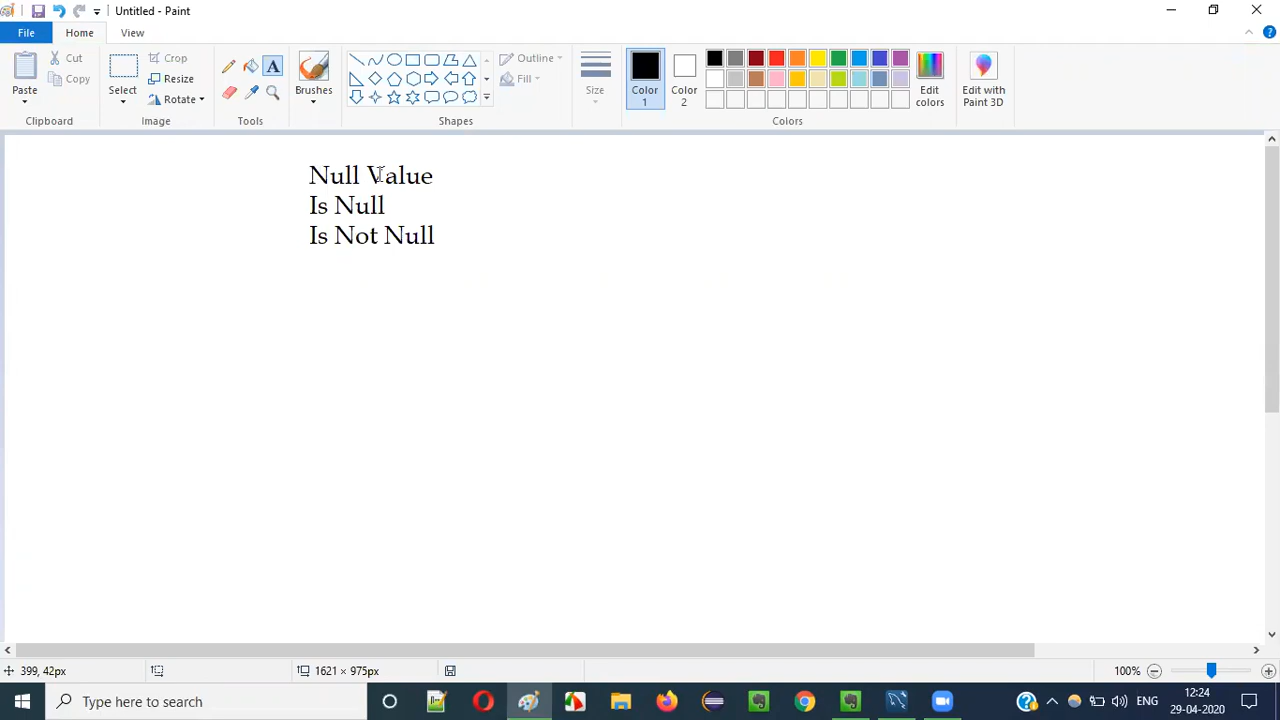 Untitled - Paint
File
Home
View
Paste
Cut
Copy
Clipboard
Select
Crop
Resize
Rotate
Image
A
Tools
Brushes
Shapes
Outline
Fill
Size
Color 1
Color 2
Edit colors
Colors
Edit with Paint 3D
Null Value
Is Null
Is Not Null
399, 42px
1621 × 975px
100%
Type here to search
ENG
12:24
29-04-2020